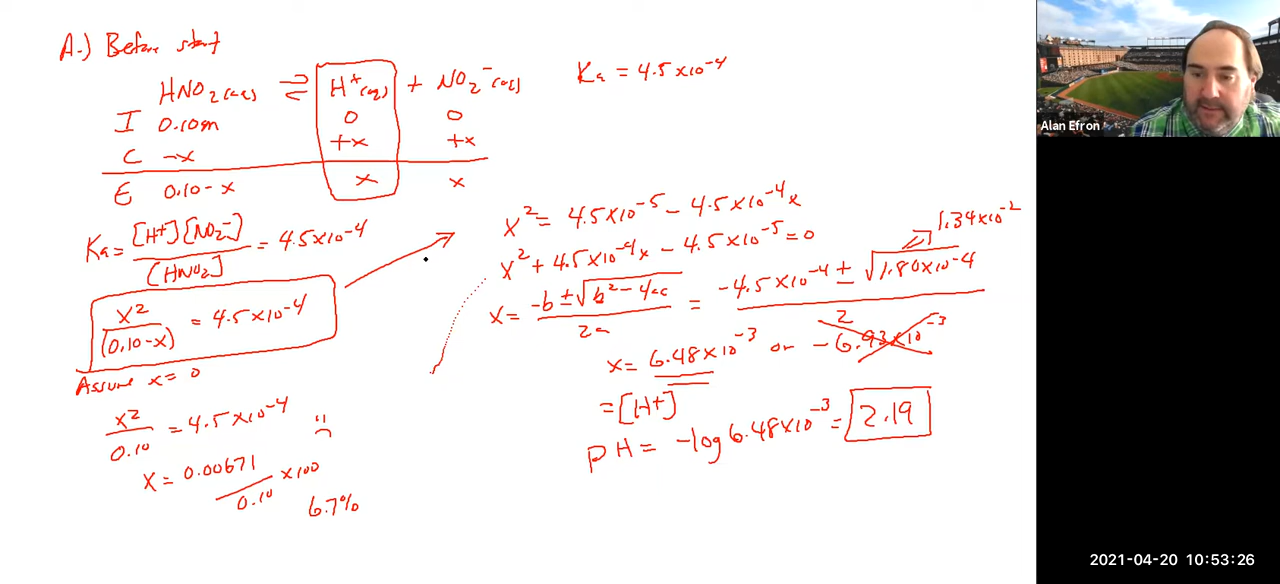 A.) Before start
HNO₂(aq) ⇌ H⁺(aq) + NO₂⁻(aq)
Ka = 4.5x10⁻⁴
I 0.10m 0 0
C -x +x +x
E 0.10-x x x
Ka = [H+][NO₂⁻] / [HNO₂] = 4.5x10⁻⁴
x² / (0.10-x) = 4.5x10⁻⁴
Assume x = 0
x² / 0.10 = 4.5x10⁻⁴
x = 0.00671 / 0.10 x100
6.7%
x² = 4.5x10⁻⁵ - 4.5x10⁻⁴x
x² + 4.5x10⁻⁴x - 4.5x10⁻⁵ = 0
1.34x10⁻²
x = -b ± √b²-4ac / 2a = -4.5x10⁻⁴ ± √1.80x10⁻⁴ / 2
x = 6.48x10⁻³ or -6.93x10⁻³
= [H+]
pH = -log 6.48x10⁻³ = 2.19
Alan Efron
2021-04-20 10:53:26